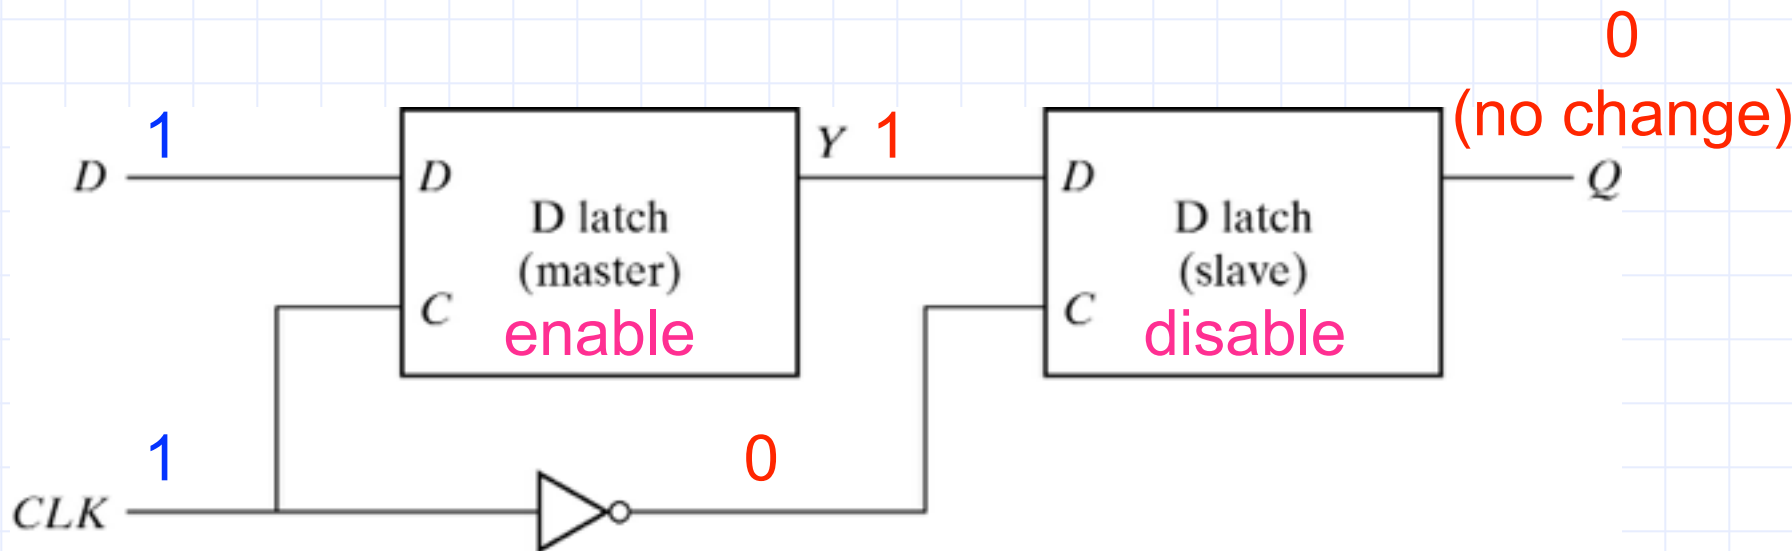 0
1
Y 1
(no change)
D
D
D
Q
D latch
(master)
D latch
(slave)
C
enable
C
disable
1
0
CLK